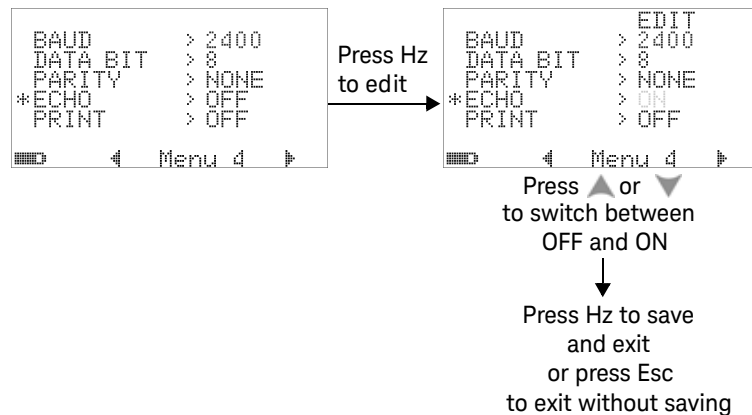 BAUD > 2400
DATA BIT > 8
PARITY > NONE
*ECHO > OFF
PRINT > OFF
Menu 4
Press Hz
to edit
EDIT
BAUD > 2400
DATA BIT > 8
PARITY > NONE
*ECHO > ON
PRINT > OFF
Menu 4
Press ▲ or ▼
to switch between
OFF and ON
Press Hz to save
and exit
or press Esc
to exit without saving